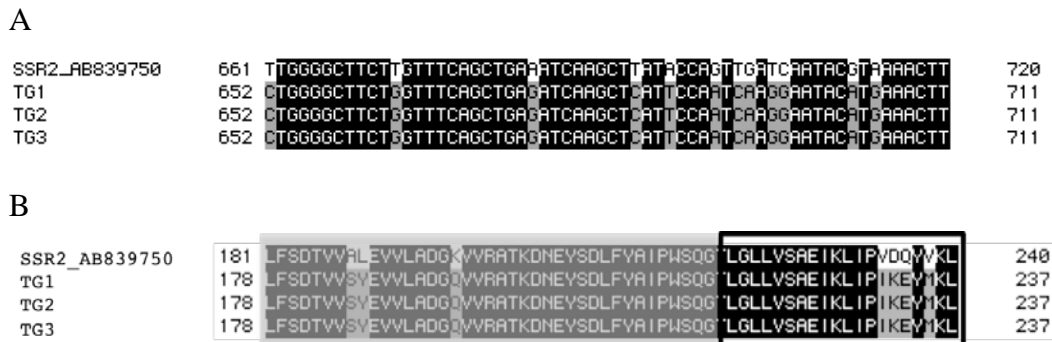 A
SSR2_AB839750 661 TTGGGGCTTCTTGTTTCAGCTGAAATCAAGCTTATACCAGTTGATCAATACGTAAAACTT 720
TG1 652 CTGGGGCTTCTGGTTTCAGCTGAGATCAAGCTCATTCCAATCAAGGAATACATGAAACTT 711
TG2 652 CTGGGGCTTCTGGTTTCAGCTGAGATCAAGCTCATTCCAATCAAGGAATACATGAAACTT 711
TG3 652 CTGGGGCTTCTGGTTTCAGCTGAGATCAAGCTCATTCCAATCAAGGAATACATGAAACTT 711
B
SSR2_AB839750 181 LFSDTVVALEVVLADGKVVRATKDNEYSDLFYAIPWSQGTLGLLVSAEIKLIPVDQYVKL 240
TG1 178 LFSDTVVSYEVVLADGQVVRATKDNEYSDLFYAIPWSQGTLGLLVSAEIKLIPIKEYMKL 237
TG2 178 LFSDTVVSYEVVLADGQVVRATKDNEYSDLFYAIPWSQGTLGLLVSAEIKLIPIKEYMKL 237
TG3 178 LFSDTVVSYEVVLADGQVVRATKDNEYSDLFYAIPWSQGTLGLLVSAEIKLIPIKEYMKL 237